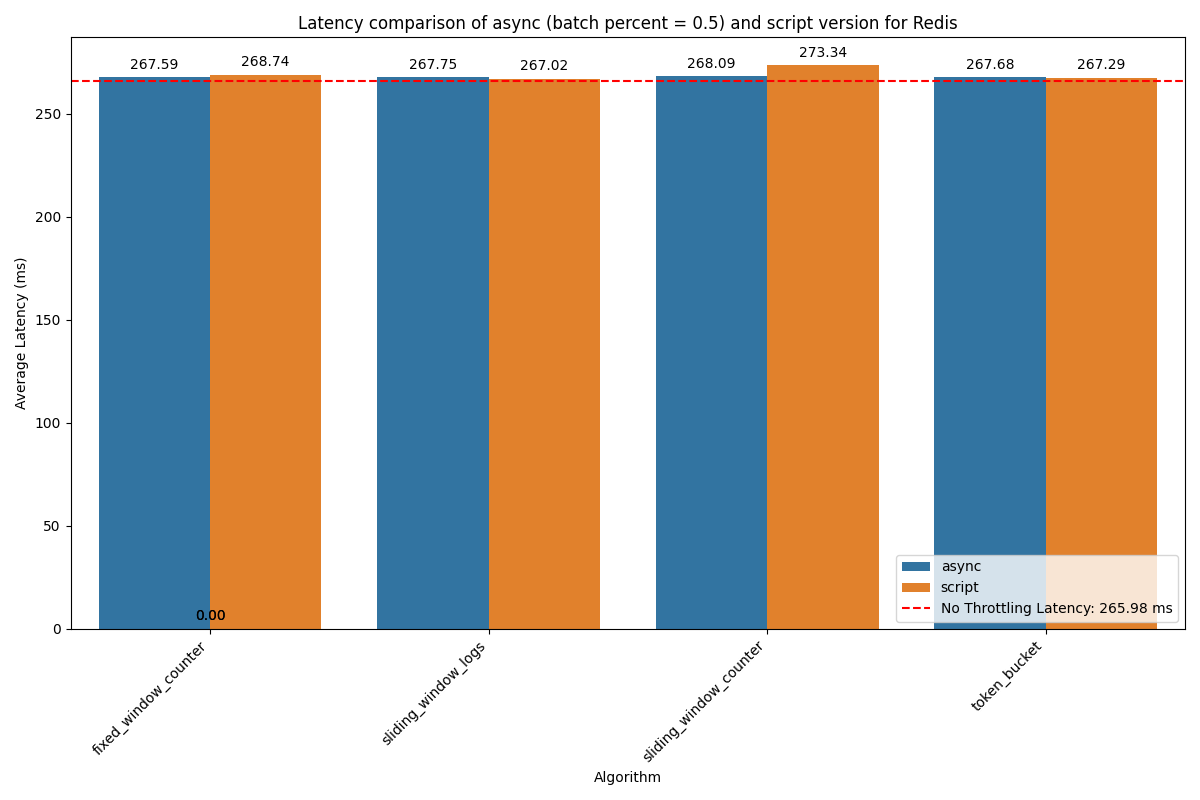 Latency comparison of async (batch percent = 0.5) and script version for Redis
267.59
268.74
267.75
267.02
268.09
273.34
267.68
267.29
Average Latency (ms)
250
200
150
100
50
0
0.00
async
script
No Throttling Latency: 265.98 ms
fixed_window_counter
sliding_window_logs
sliding_window_counter
token_bucket
Algorithm